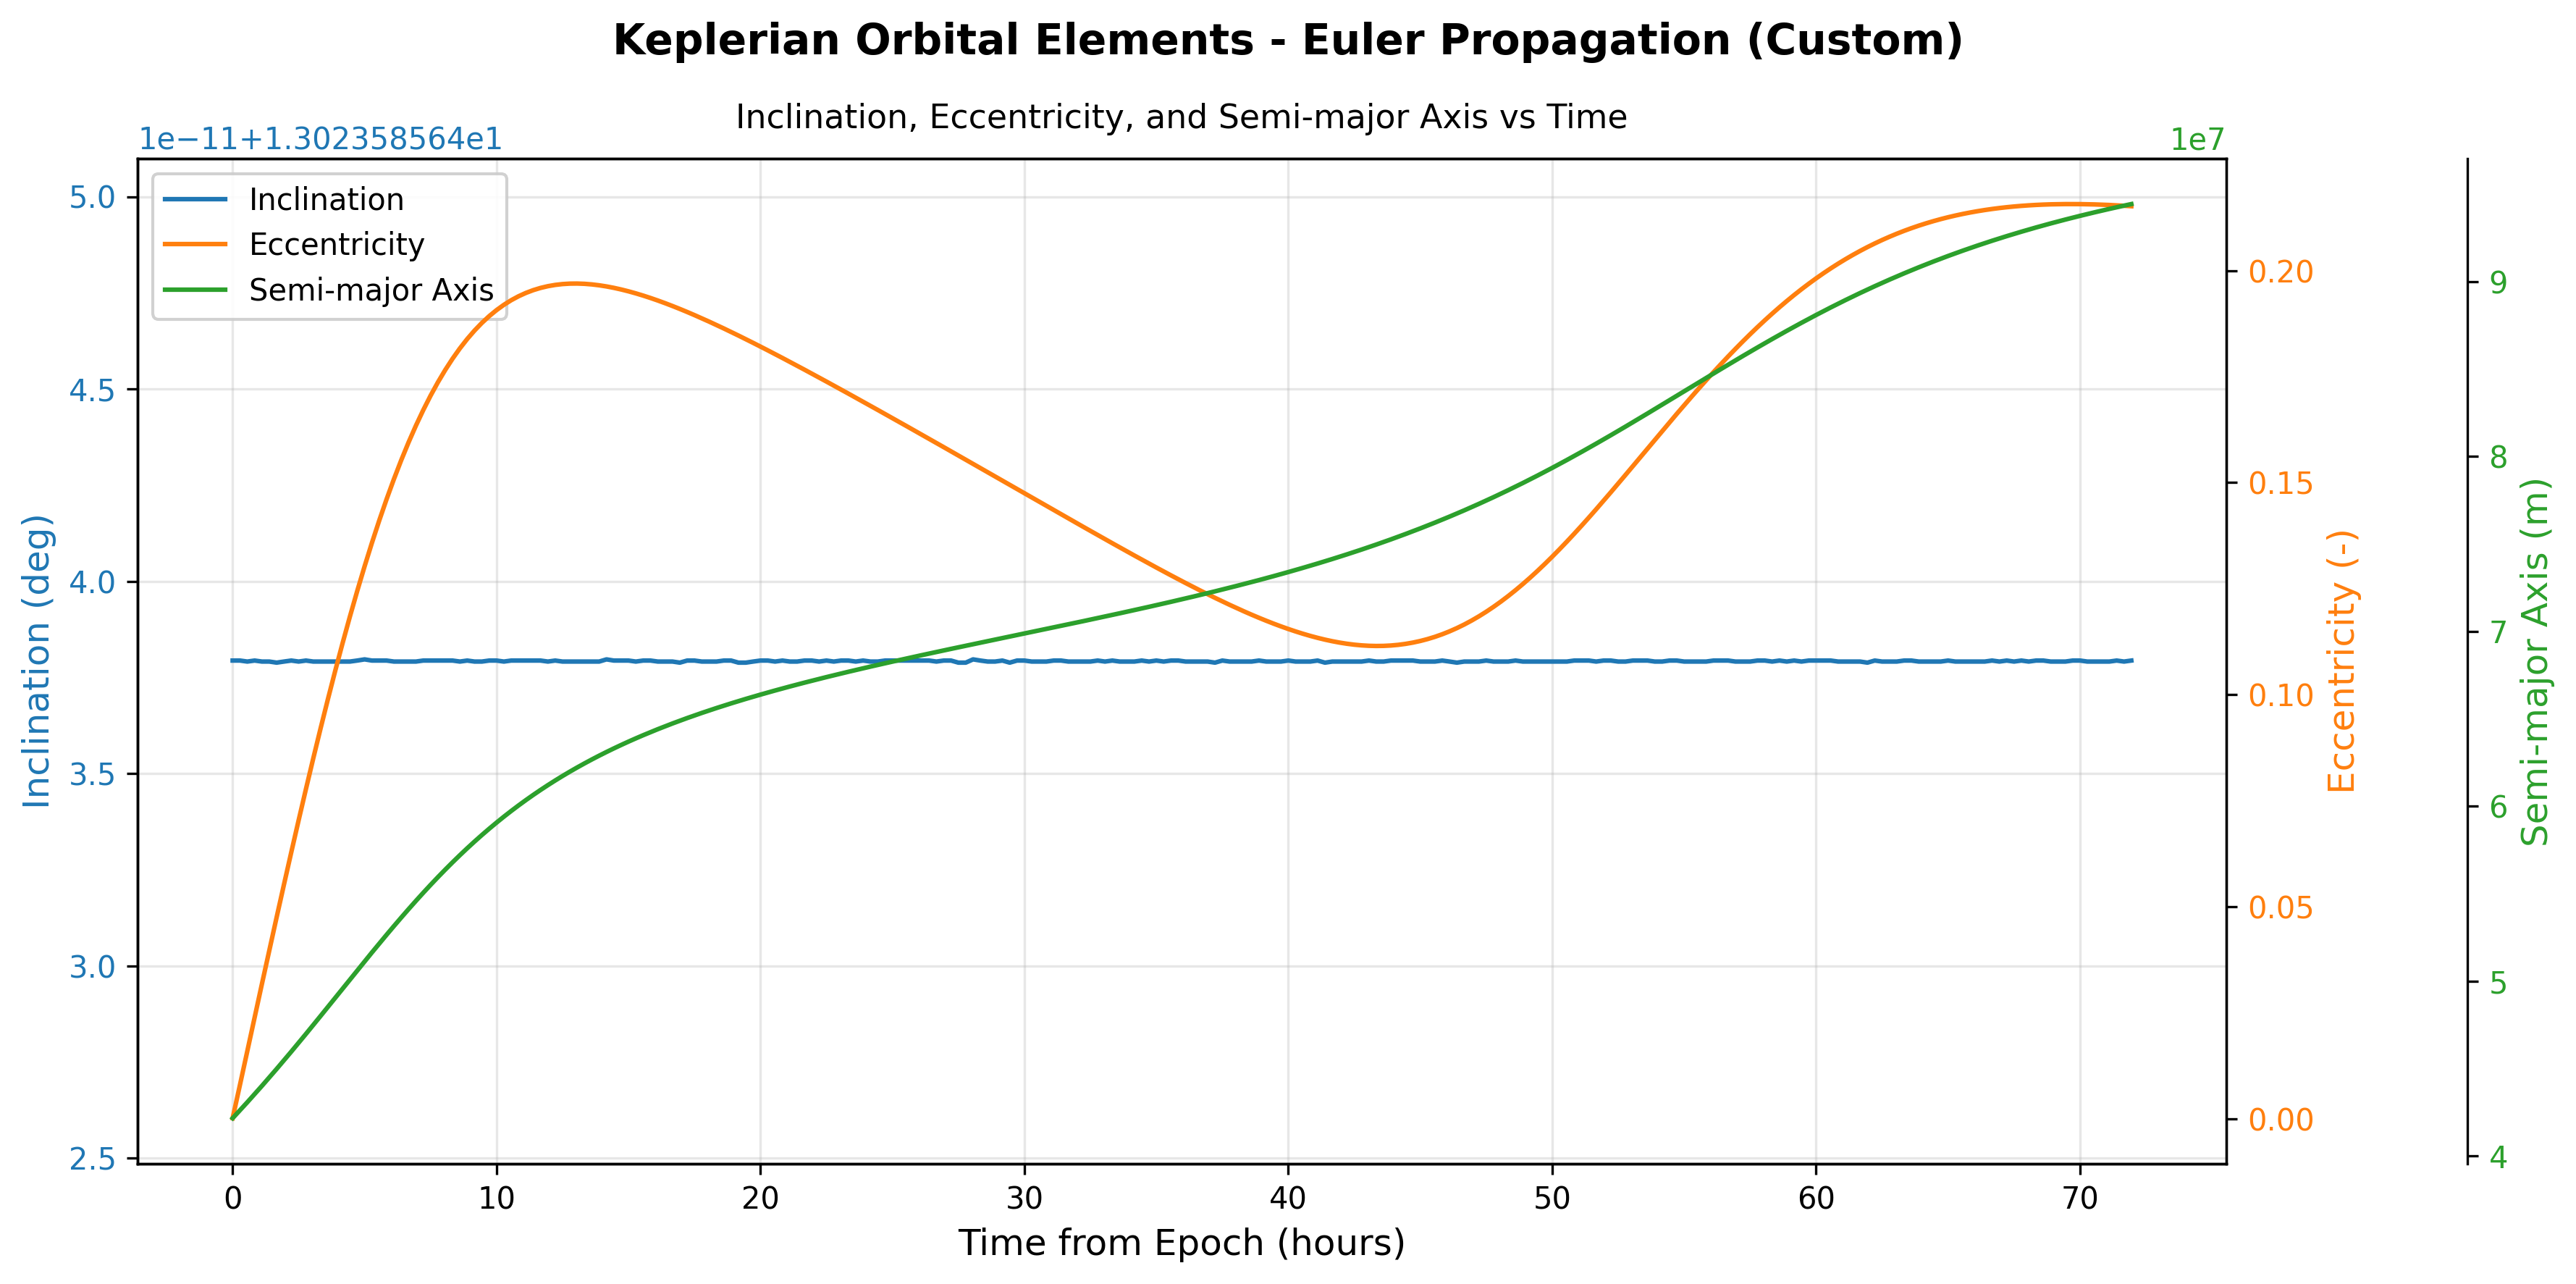 Keplerian Orbital Elements - Euler Propagation (Custom)
Inclination, Eccentricity, and Semi-major Axis vs Time
1e−11+1.302358564e1
1e7
Inclination
Eccentricity
Semi-major Axis
Inclination (deg)
5.0
4.5
4.0
3.5
3.0
2.5
0
10
20
30
40
50
60
70
Time from Epoch (hours)
0.20
0.15
0.10
0.05
0.00
Eccentricity (-)
9
8
7
6
5
4
Semi-major Axis (m)